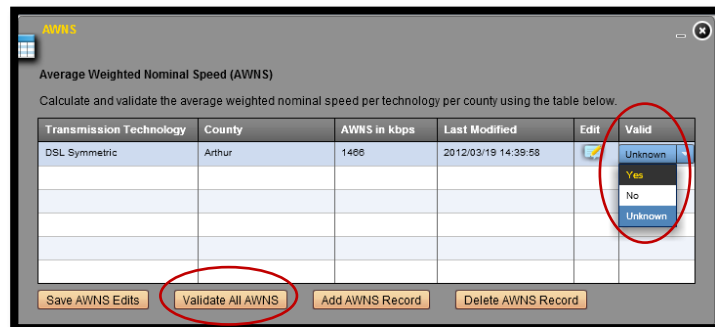 AWNS
Average Weighted Nominal Speed (AWNS)
Calculate and validate the average weighted nominal speed per technology per county using the table below.
Transmission Technology County AWNS in kbps Last Modified Edit Valid
DSL Symmetric Arthur 1466 2012/03/19 14:39:58 Unknown
Yes
No
Unknown
Save AWNS Edits Validate All AWNS Add AWNS Record Delete AWNS Record